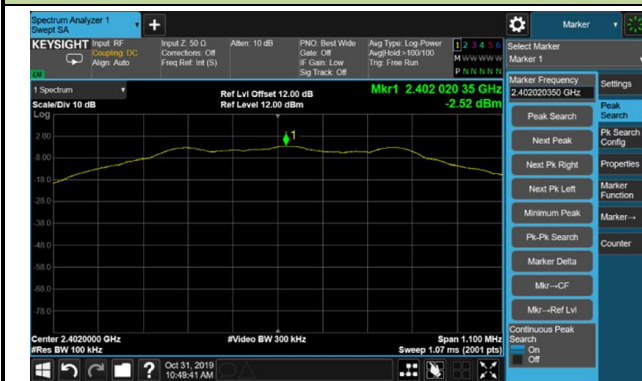 Spectrum Analyzer 1
Swept SA
+
Marker
KEYSIGHT
Input: RF
Coupling: DC
Align: Auto
Input Z: 50 Ω
Corrections: Off
Freq Ref: Int (S)
Atten: 10 dB
PNO: Best Wide
Gate: Off
IF Gain: Low
Sig Track: Off
Avg Type: Log-Power
Avg|Hold >100/100
Trig: Free Run
1 2 3 4 5 6
M W W W W W
P N N N N N
Select Marker
Marker 1
1 Spectrum
Scale/Div 10 dB
Log
Ref Lvl Offset 12.00 dB
Ref Level 12.00 dBm
Mkr1 2.402 020 35 GHz
-2.52 dBm
1
2.00
-8.00
-18.0
-28.0
-38.0
-48.0
-58.0
-68.0
-78.0
Center 2.4020000 GHz
#Res BW 100 kHz
#Video BW 300 kHz
Span 1.100 MHz
Sweep 1.07 ms (2001 pts)
Marker Frequency
2.402020350 GHz
Peak Search
Next Peak
Next Pk Right
Next Pk Left
Minimum Peak
Pk-Pk Search
Marker Delta
Mkr→CF
Mkr→Ref Lvl
Continuous Peak
Search
On
Off
Settings
Peak
Search
Pk Search
Config
Properties
Marker
Function
Marker→
Counter
?
Oct 31, 2019
10:49:41 AM